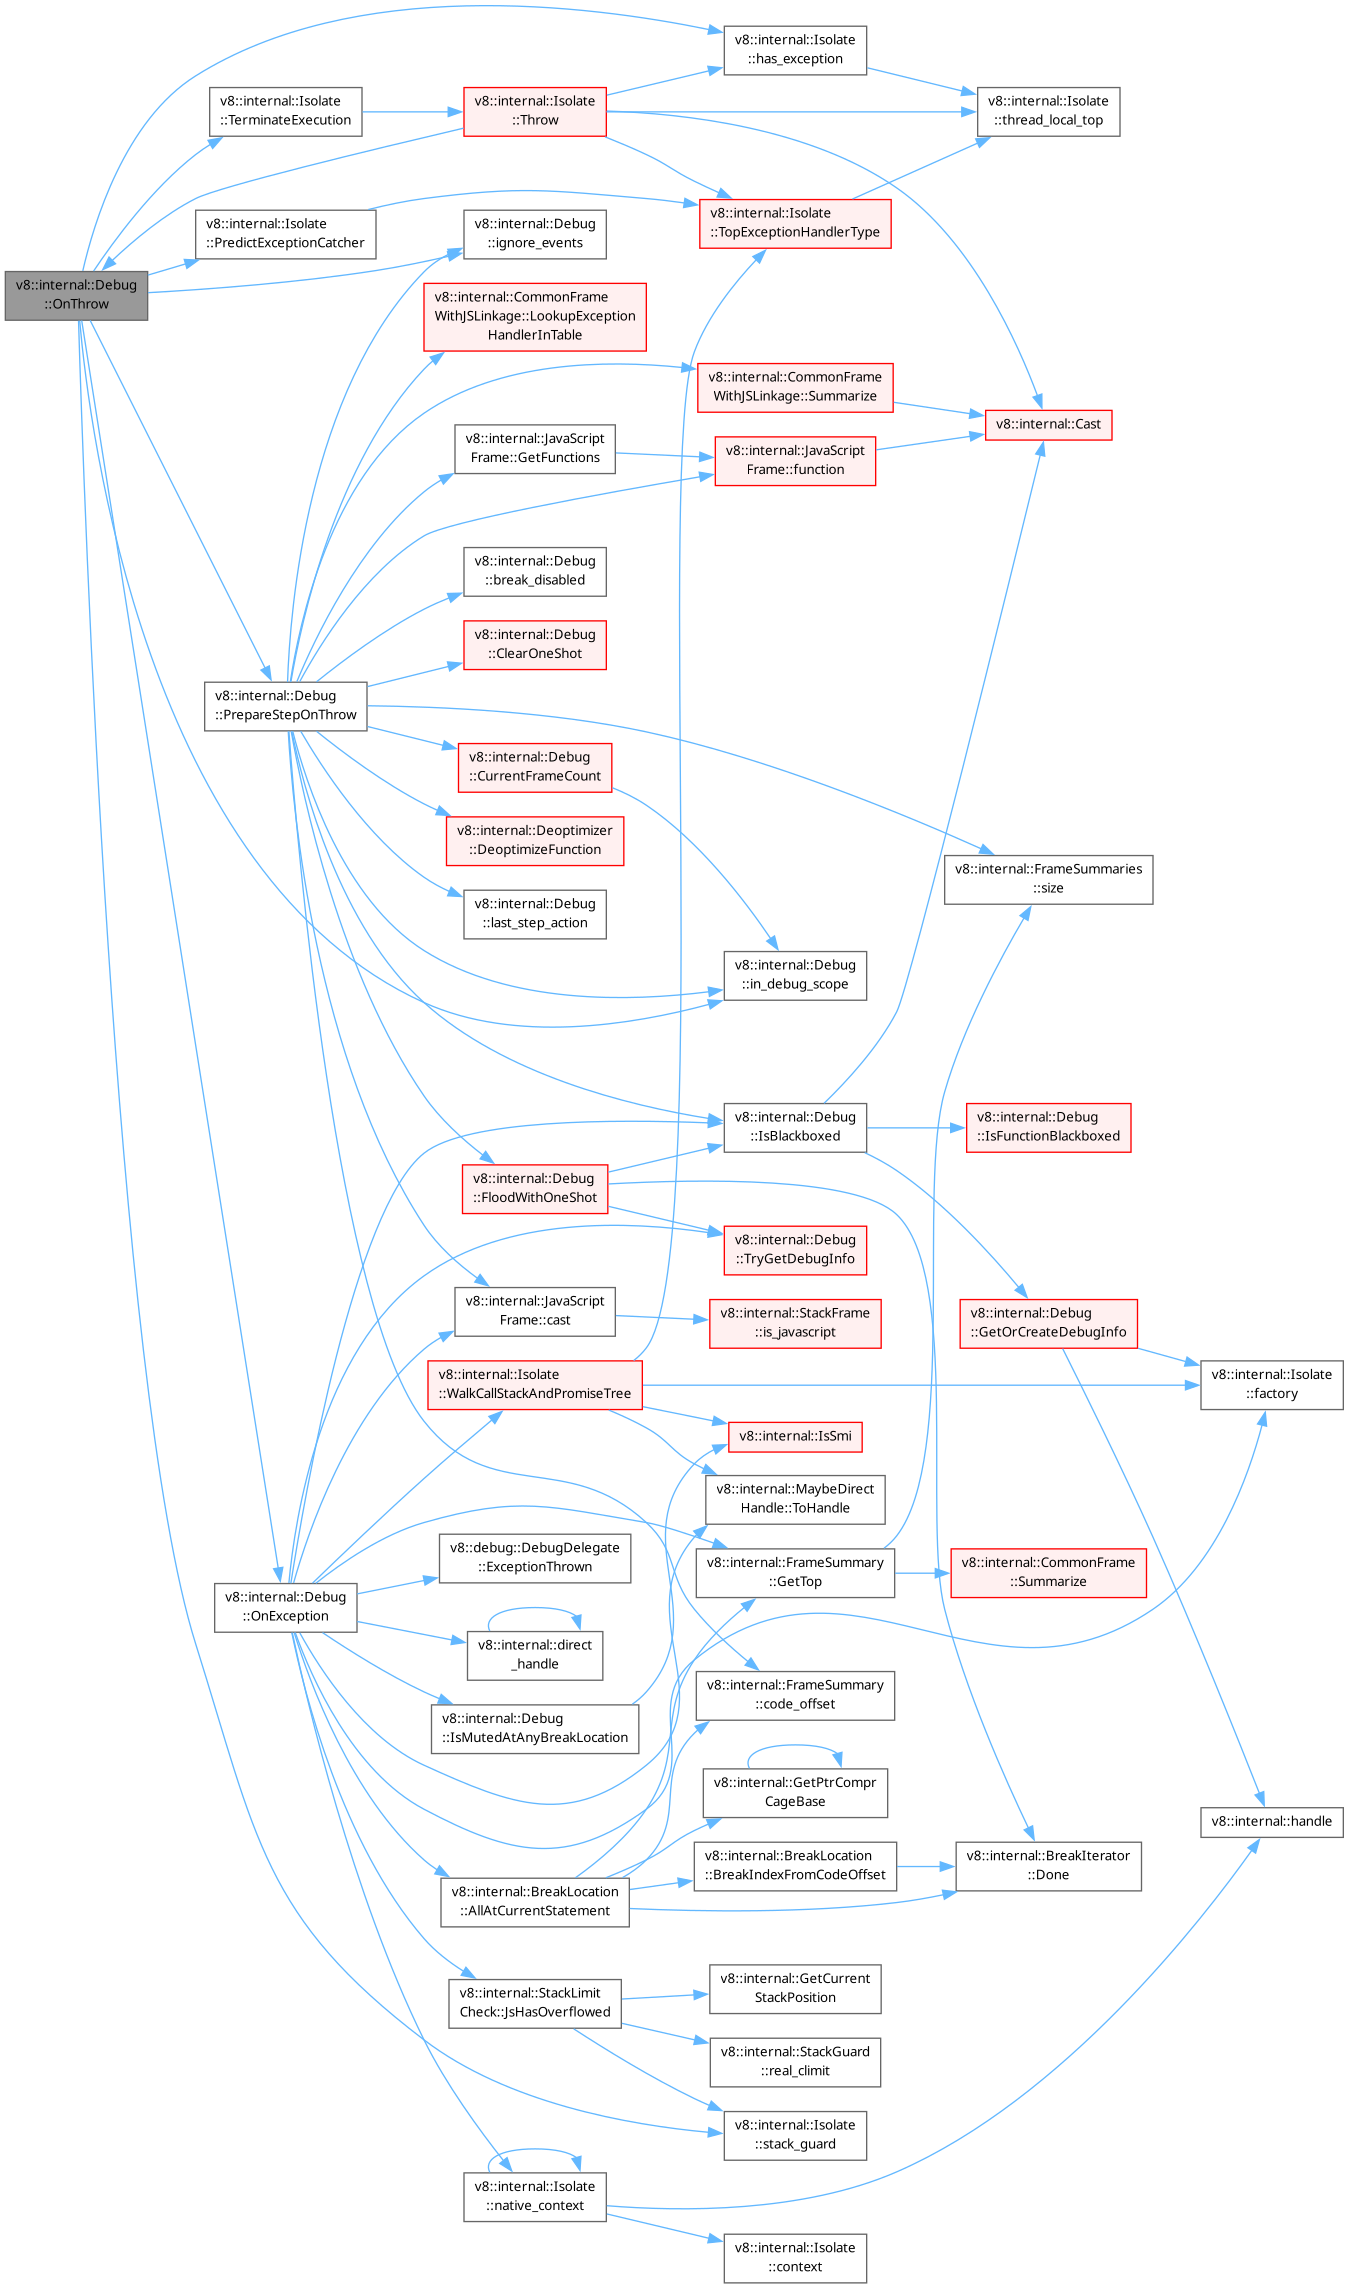 v8::internal::Isolate
::has_exception
v8::internal::Isolate
::TerminateExecution
v8::internal::Isolate
::Throw
v8::internal::Isolate
::thread_local_top
v8::internal::Isolate
::PredictExceptionCatcher
v8::internal::Debug
::ignore_events
v8::internal::Isolate
::TopExceptionHandlerType
v8::internal::Debug
::OnThrow
v8::internal::CommonFrame
WithJSLinkage::LookupException
HandlerInTable
v8::internal::CommonFrame
WithJSLinkage::Summarize
v8::internal::Cast
v8::internal::JavaScript
Frame::GetFunctions
v8::internal::JavaScript
Frame::function
v8::internal::Debug
::break_disabled
v8::internal::Debug
::ClearOneShot
v8::internal::Debug
::PrepareStepOnThrow
v8::internal::Debug
::CurrentFrameCount
v8::internal::Deoptimizer
::DeoptimizeFunction
v8::internal::FrameSummaries
::size
v8::internal::Debug
::last_step_action
v8::internal::Debug
::in_debug_scope
v8::internal::Debug
::IsBlackboxed
v8::internal::Debug
::IsFunctionBlackboxed
v8::internal::Debug
::FloodWithOneShot
v8::internal::Debug
::TryGetDebugInfo
v8::internal::JavaScript
Frame::cast
v8::internal::StackFrame
::is_javascript
v8::internal::Debug
::GetOrCreateDebugInfo
v8::internal::Isolate
::WalkCallStackAndPromiseTree
v8::internal::Isolate
::factory
v8::internal::IsSmi
v8::internal::MaybeDirect
Handle::ToHandle
v8::debug::DebugDelegate
::ExceptionThrown
v8::internal::FrameSummary
::GetTop
v8::internal::CommonFrame
::Summarize
v8::internal::Debug
::OnException
v8::internal::direct
_handle
v8::internal::FrameSummary
::code_offset
v8::internal::Debug
::IsMutedAtAnyBreakLocation
v8::internal::GetPtrCompr
CageBase
v8::internal::handle
v8::internal::BreakLocation
::BreakIndexFromCodeOffset
v8::internal::BreakIterator
::Done
v8::internal::BreakLocation
::AllAtCurrentStatement
v8::internal::GetCurrent
StackPosition
v8::internal::StackLimit
Check::JsHasOverflowed
v8::internal::StackGuard
::real_climit
v8::internal::Isolate
::stack_guard
v8::internal::Isolate
::native_context
v8::internal::Isolate
::context